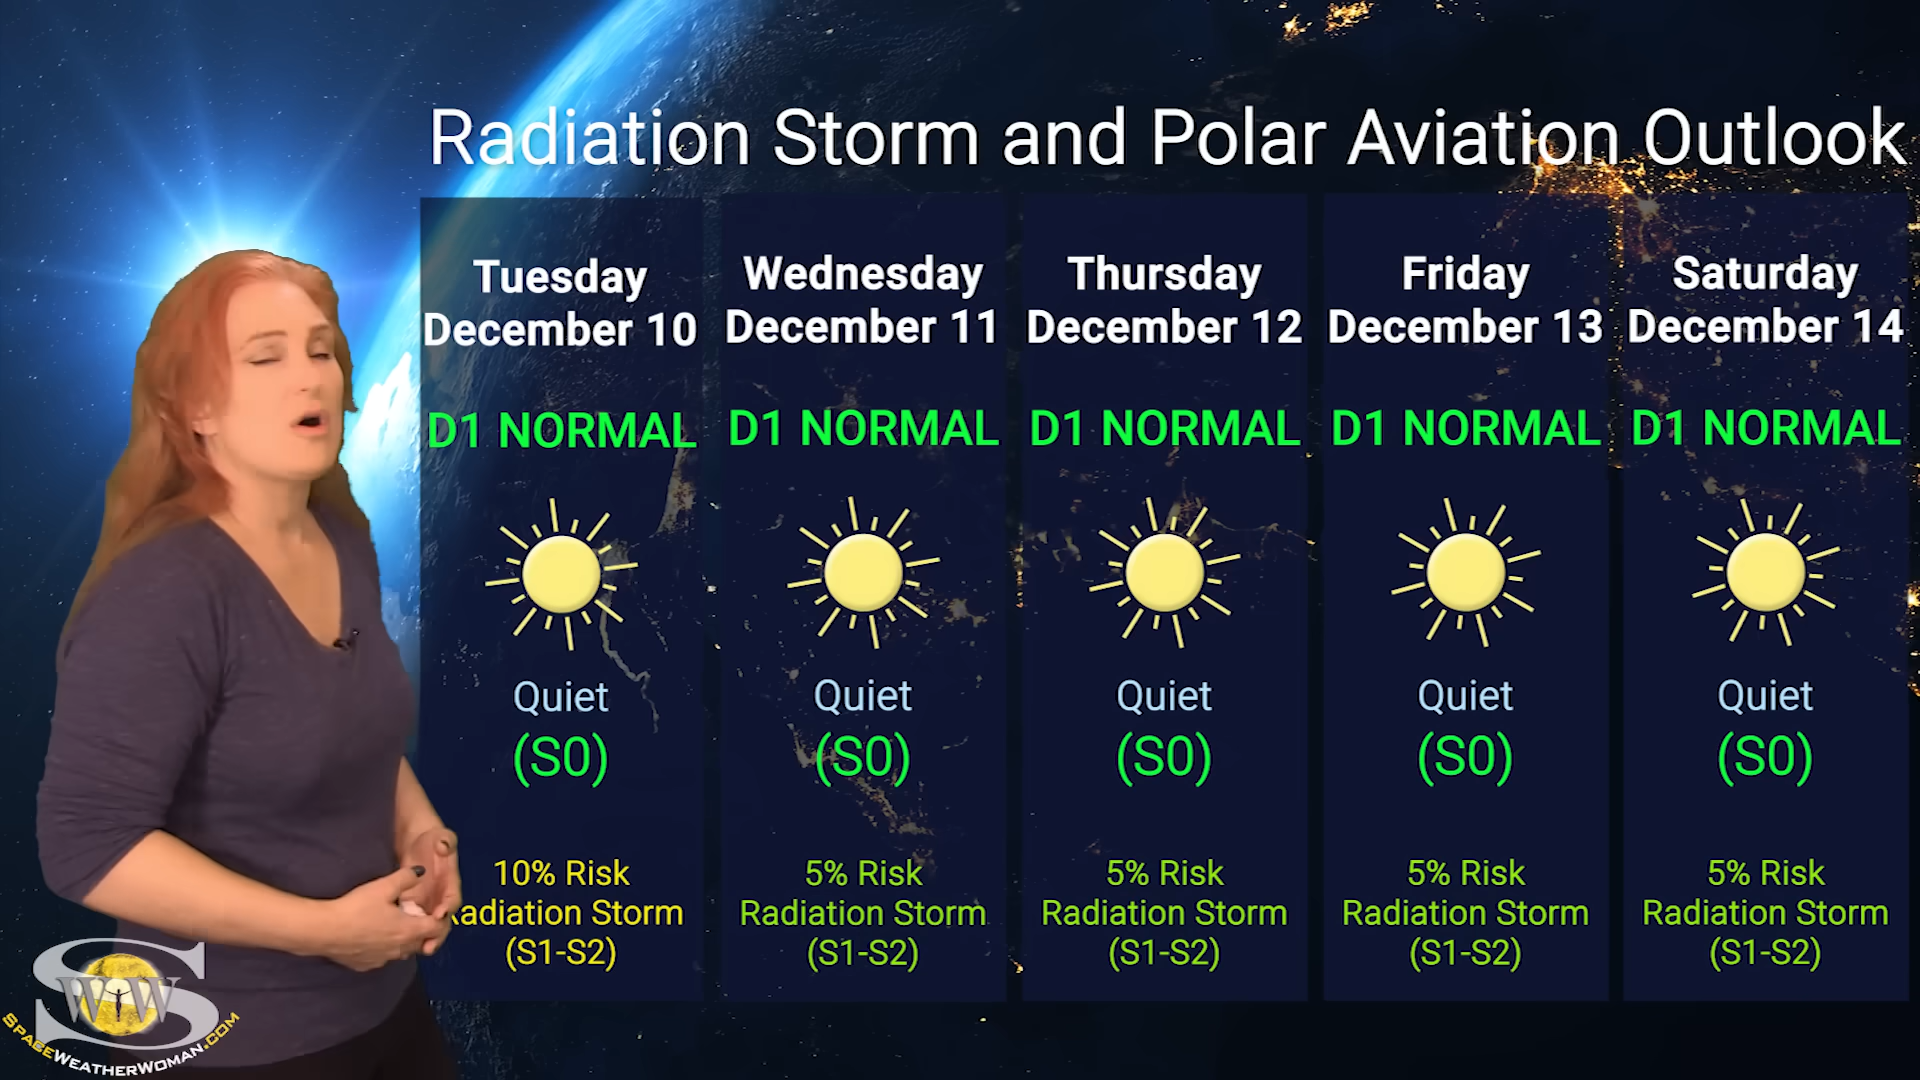 Radiation Storm and Polar Aviation Outlook
Tuesday
December 10
D1 NORMAL
Quiet
(S0)
10% Risk
Radiation Storm
(S1-S2)
Wednesday
December 11
D1 NORMAL
Quiet
(S0)
5% Risk
Radiation Storm
(S1-S2)
Thursday
December 12
D1 NORMAL
Quiet
(S0)
5% Risk
Radiation Storm
(S1-S2)
Friday
December 13
D1 NORMAL
Quiet
(S0)
5% Risk
Radiation Storm
(S1-S2)
Saturday
December 14
D1 NORMAL
Quiet
(S0)
5% Risk
Radiation Storm
(S1-S2)
SWW
SPACEWEATHERWOMAN.COM